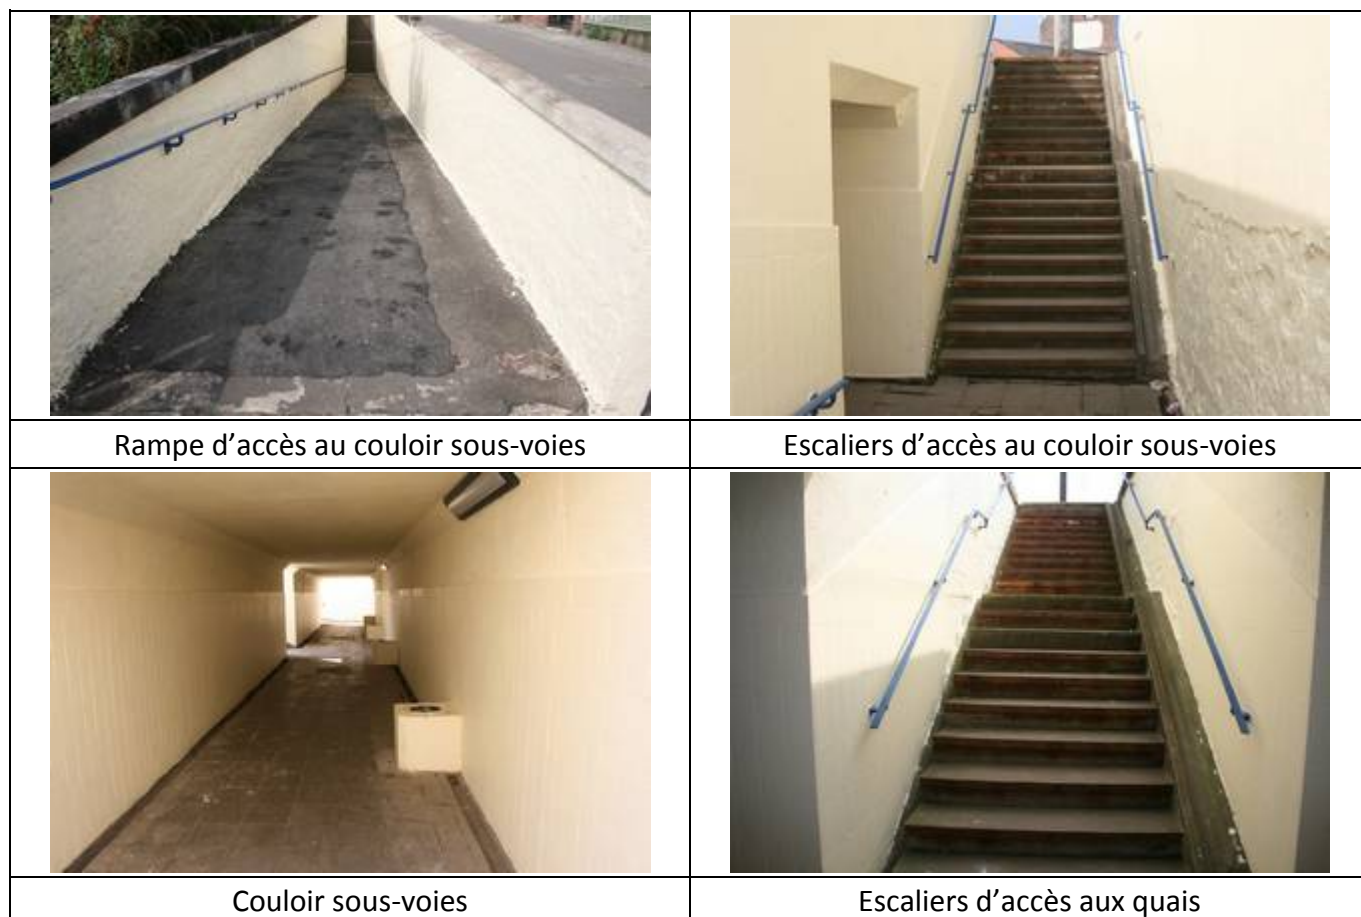 Rampe d’accès au couloir sous-voies
Escaliers d’accès au couloir sous-voies
Couloir sous-voies
Escaliers d’accès aux quais